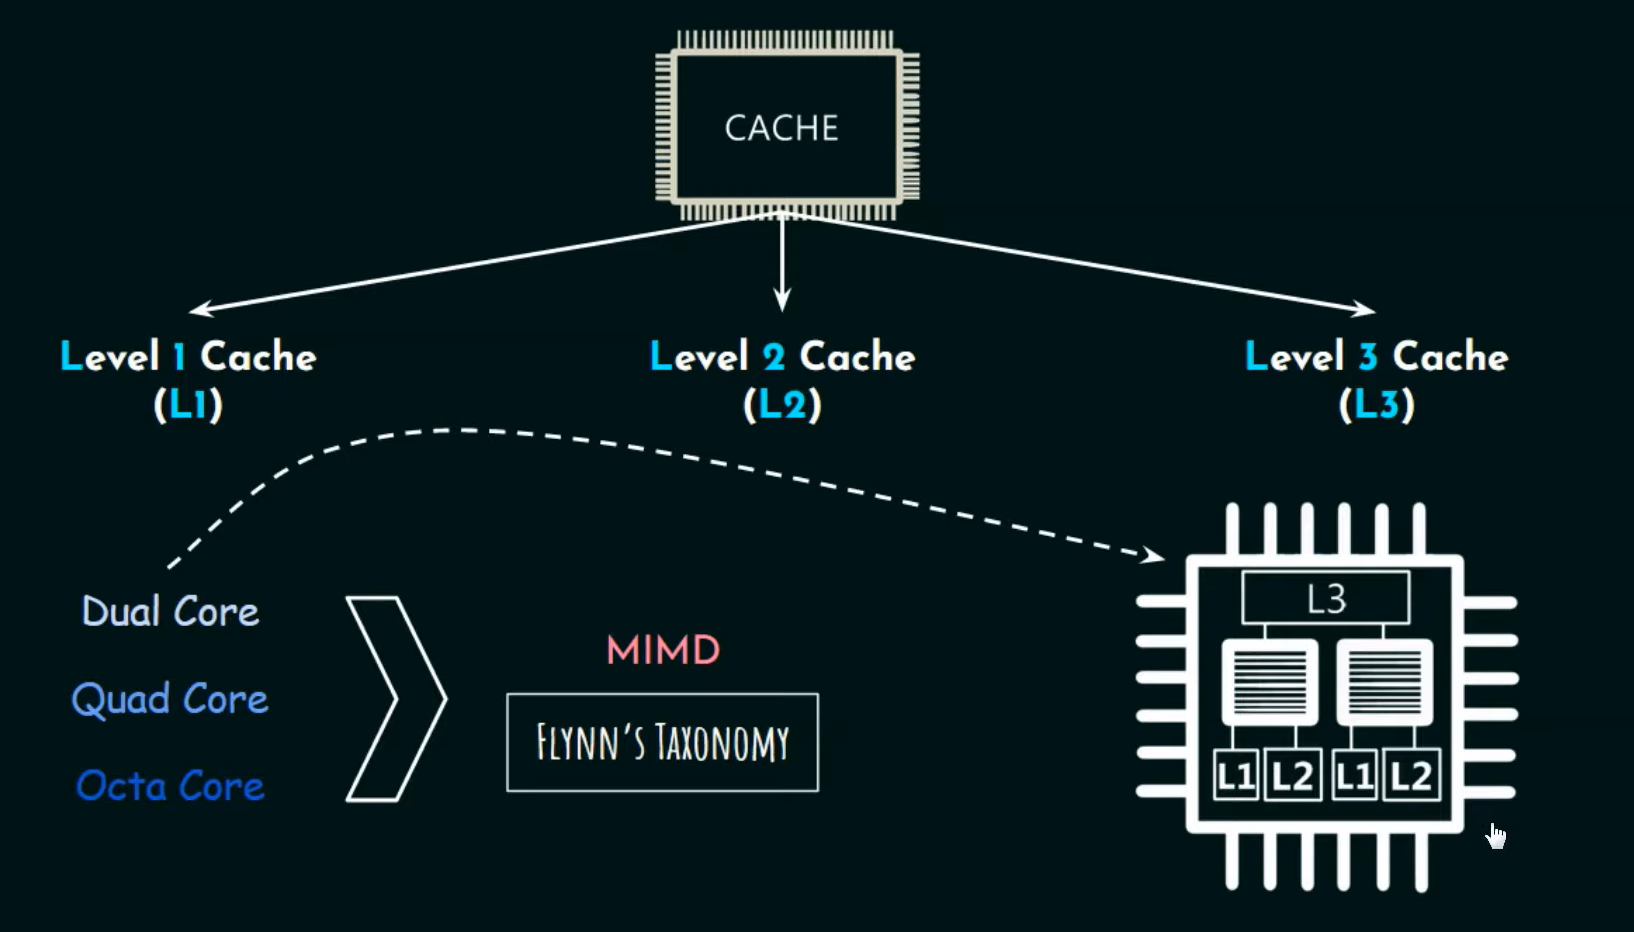 CACHE
Level 1 Cache
(L1)
Level 2 Cache
(L2)
Level 3 Cache
(L3)
Dual Core
Quad Core
Octa Core
MIMD
FLYNN'S TAXONOMY
L3
L1 L2 L1 L2